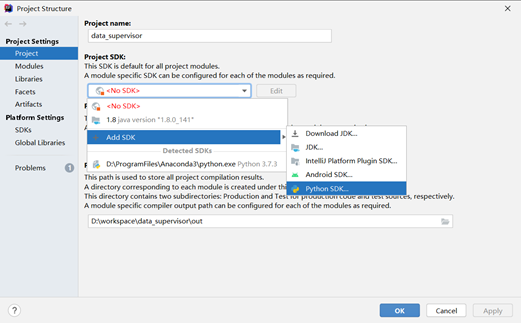 Project Structure
Project Settings
Project
Modules
Libraries
Facets
Artifacts
Platform Settings
SDKs
Global Libraries
Problems
1
Project name:
data_supervisor
Project SDK:
This SDK is default for all project modules.
A module specific SDK can be configured for each of the modules as required.
<No SDK>
Edit
<No SDK>
1.8 java version "1.8.0_141"
Add SDK
Detected SDKs
D:\ProgramFiles\Anaconda3\python.exe Python 3.7.3
Download JDK...
JDK...
IntelliJ Platform Plugin SDK...
Android SDK...
Python SDK...
This path is used to store all project compilation results.
A directory corresponding to each module is created under th
This directory contains two subdirectories: Production and Test for production code and test sources, respectively.
A module specific compiler output path can be configured for each of the modules as required.
D:\workspace\data_supervisor\out
?
OK
Cancel
Apply